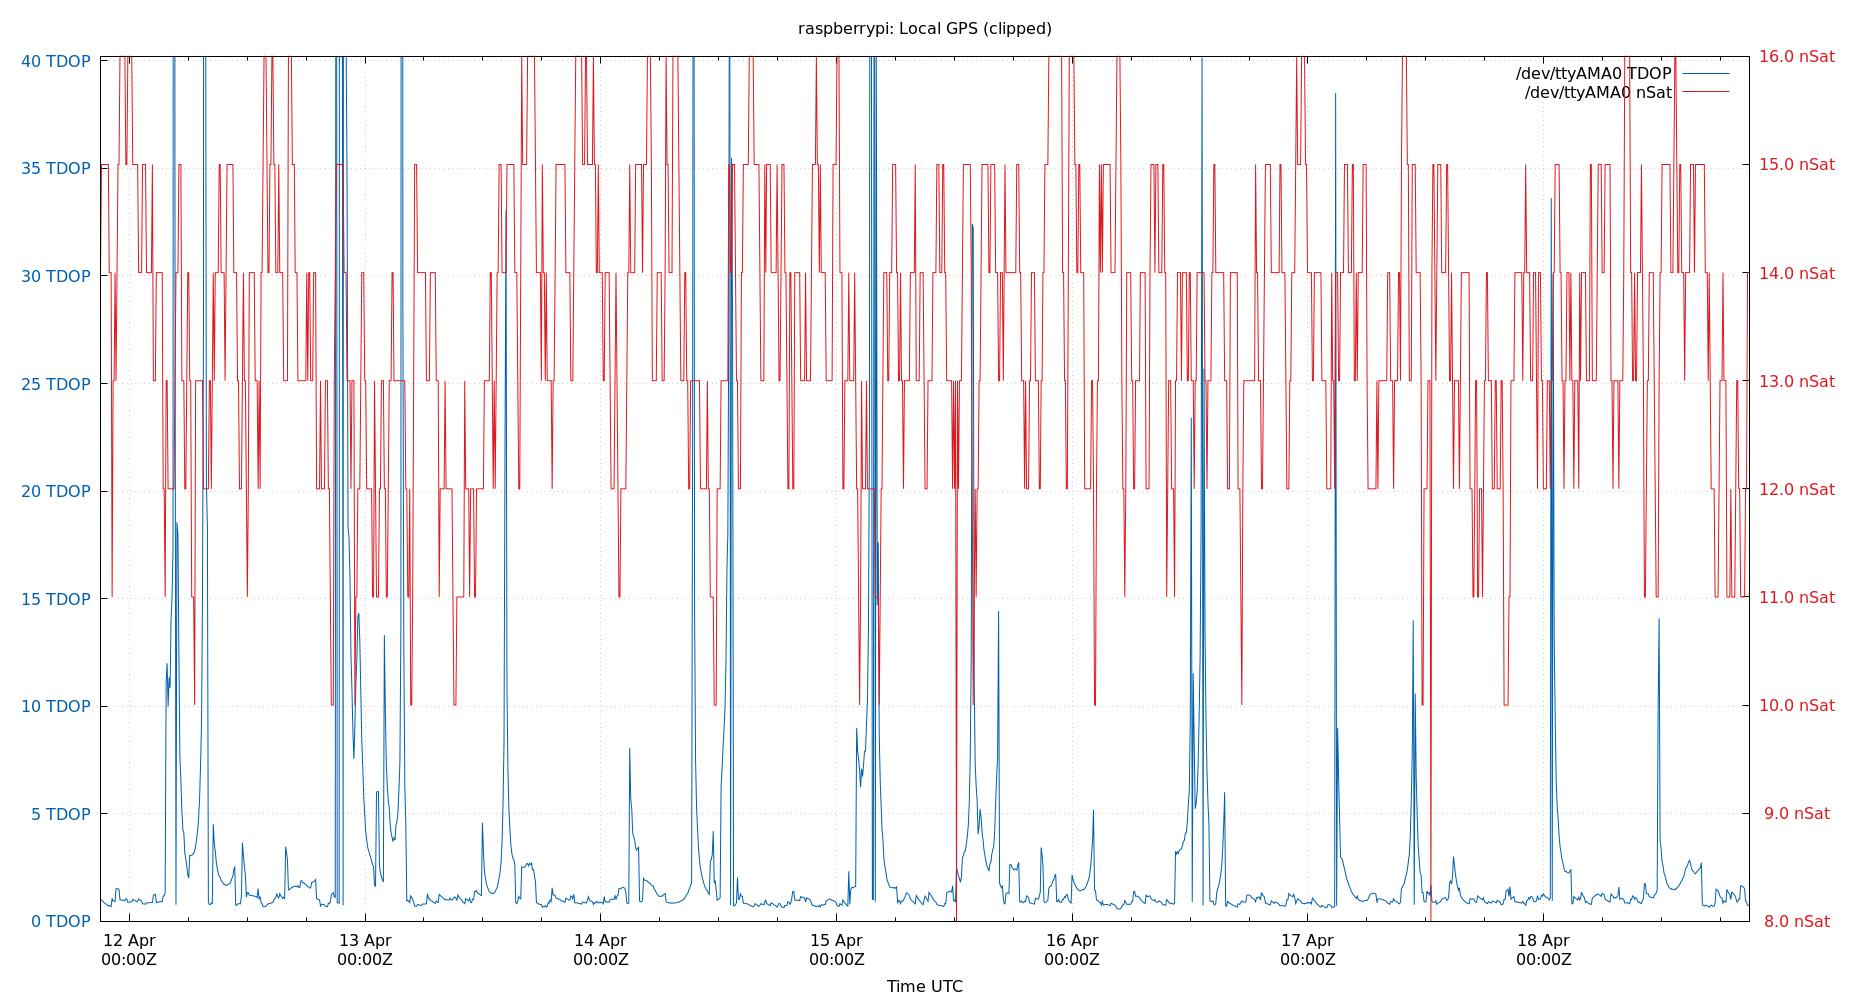 raspberrypi: Local GPS (clipped)
/dev/ttyAMA0 TDOP
/dev/ttyAMA0 nSat
40 TDOP
35 TDOP
30 TDOP
25 TDOP
20 TDOP
15 TDOP
10 TDOP
5 TDOP
0 TDOP
16.0 nSat
15.0 nSat
14.0 nSat
13.0 nSat
12.0 nSat
11.0 nSat
10.0 nSat
9.0 nSat
8.0 nSat
12 Apr
00:00Z
13 Apr
00:00Z
14 Apr
00:00Z
15 Apr
00:00Z
16 Apr
00:00Z
17 Apr
00:00Z
18 Apr
00:00Z
Time UTC